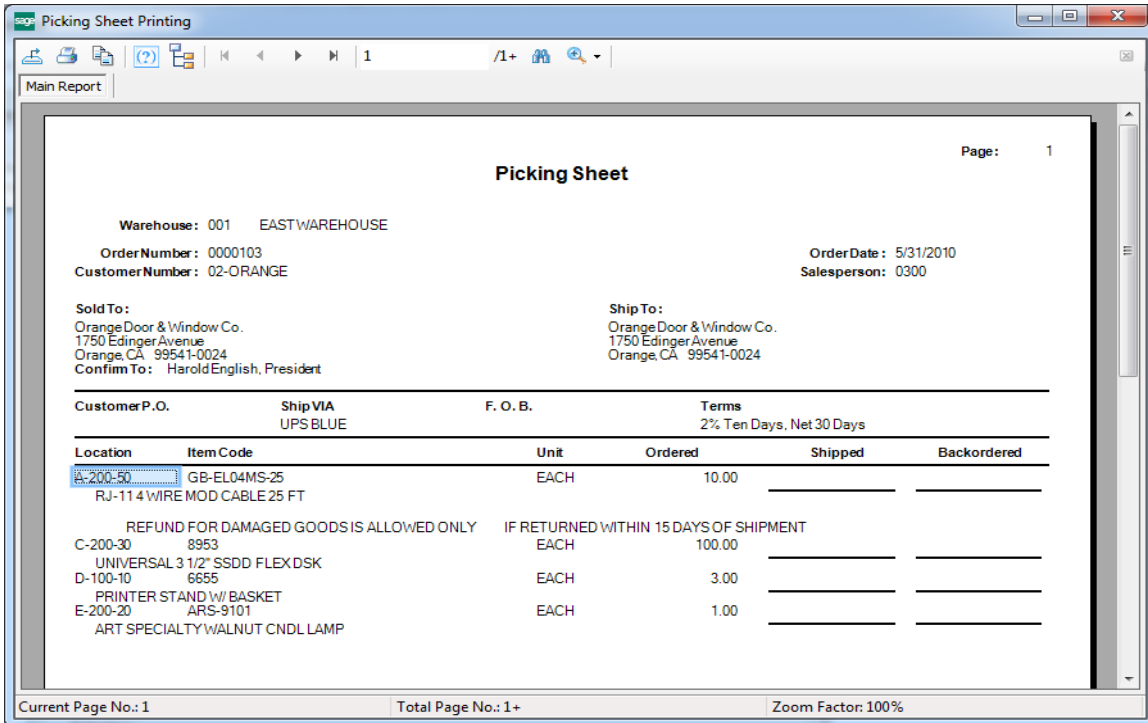 sage Picking Sheet Printing
(?) 1 /1+
Main Report
Page: 1
Picking Sheet
Warehouse: 001 EAST WAREHOUSE
Order Number: 0000103 Order Date: 5/31/2010
Customer Number: 02-ORANGE Salesperson: 0300
Sold To: Ship To:
Orange Door & Window Co. Orange Door & Window Co.
1750 Edinger Avenue 1750 Edinger Avenue
Orange, CA 99541-0024 Orange, CA 99541-0024
Confirm To: Harold English, President
Customer P.O. Ship VIA F. O. B. Terms
UPS BLUE 2% Ten Days, Net 30 Days
Location Item Code Unit Ordered Shipped Backordered
A-200-50 GB-EL04MS-25 EACH 10.00
RJ-11 4 WIRE MOD CABLE 25 FT
REFUND FOR DAMAGED GOODS IS ALLOWED ONLY IF RETURNED WITHIN 15 DAYS OF SHIPMENT
C-200-30 8953 EACH 100.00
UNIVERSAL 3 1/2" SSDD FLEX DSK
D-100-10 6655 EACH 3.00
PRINTER STAND W/ BASKET
E-200-20 ARS-9101 EACH 1.00
ART SPECIALTY WALNUT CNDL LAMP
Current Page No.: 1 Total Page No.: 1+ Zoom Factor: 100%